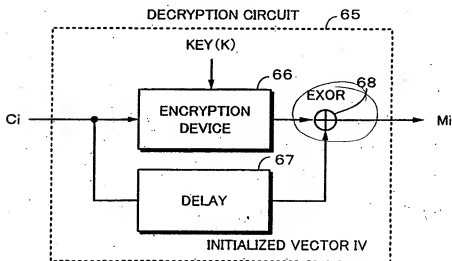 DECRYPTION CIRCUIT 65
KEY(K)
66
68
EXOR
Ci
ENCRYPTION
DEVICE
Mi
67
DELAY
INITIALIZED VECTOR IV